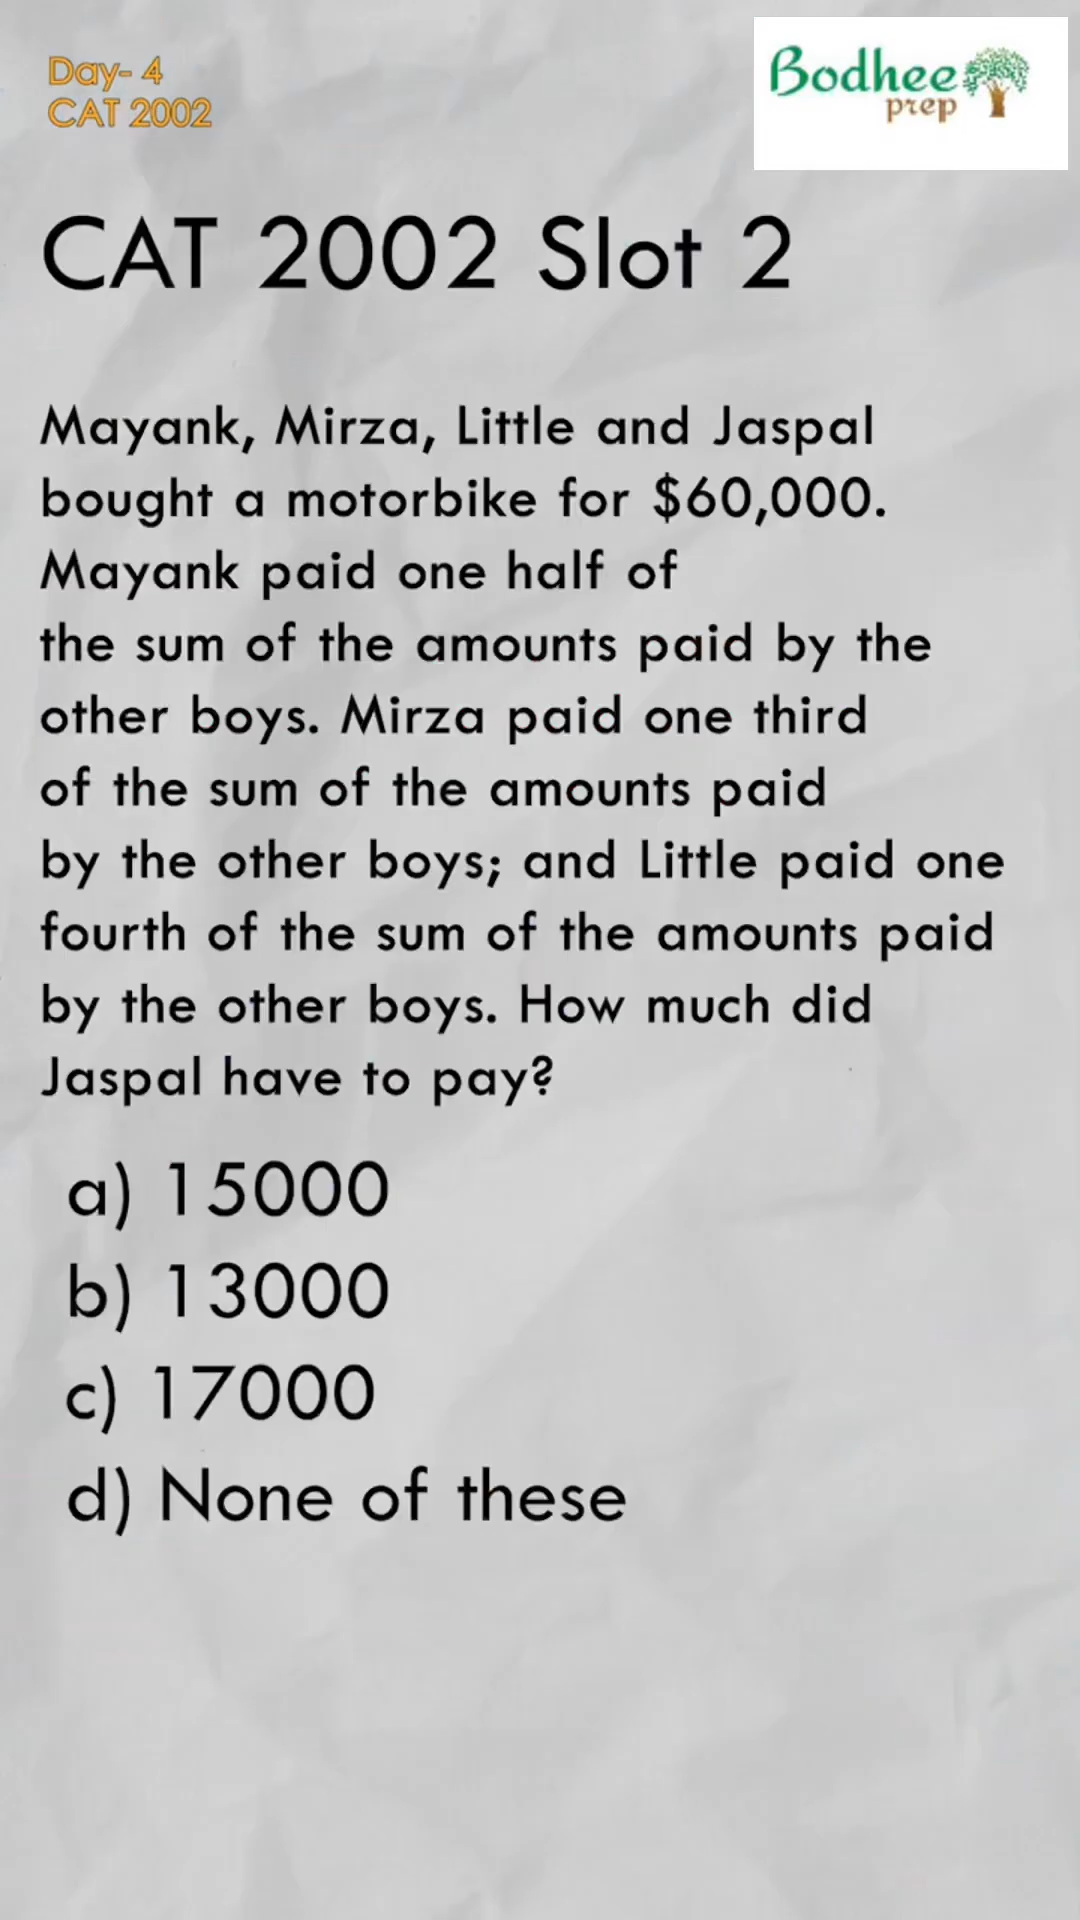 Day- 4
CAT 2002
Bodhee
prep
CAT 2002 Slot 2
Mayank, Mirza, Little and Jaspal
bought a motorbike for $60,000.
Mayank paid one half of
the sum of the amounts paid by the
other boys. Mirza paid one third
of the sum of the amounts paid
by the other boys; and Little paid one
fourth of the sum of the amounts paid
by the other boys. How much did
Jaspal have to pay?
a) 15000
b) 13000
c) 17000
d) None of these